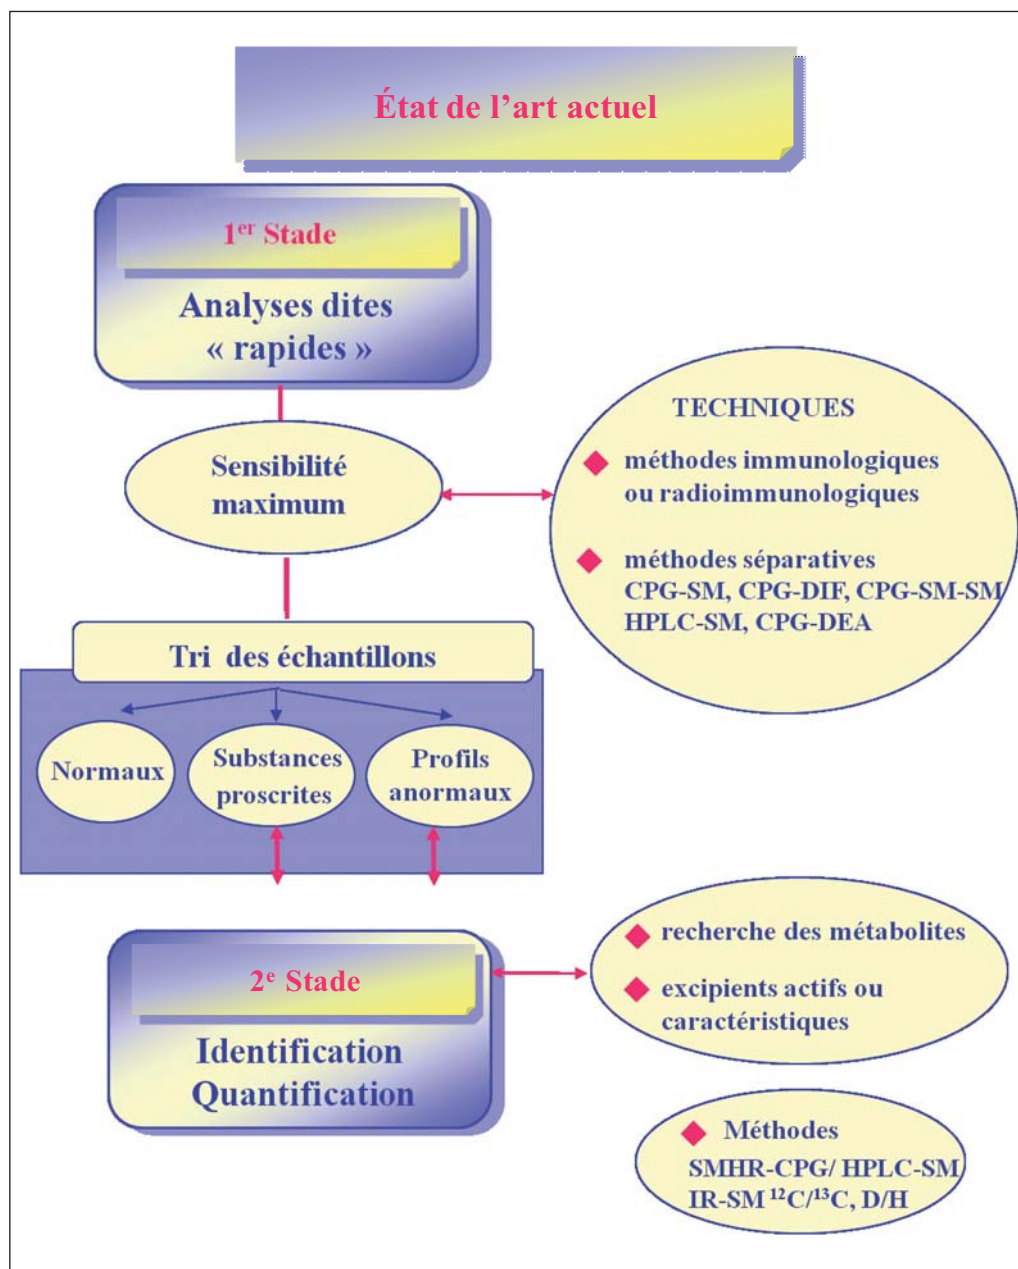 État de l’art actuel
1er Stade
Analyses dites
« rapides »
Sensibilité
maximum
TECHNIQUES
méthodes immunologiques
ou radioimmunologiques
méthodes séparatives
CPG-SM, CPG-DIF, CPG-SM-SM
HPLC-SM, CPG-DEA
Tri des échantillons
Normaux
Substances
proscrites
Profils
anormaux
2e Stade
Identification
Quantification
recherche des métabolites
excipients actifs ou
caractéristiques
Méthodes
SMHR-CPG/ HPLC-SM
IR-SM ¹²C/¹³C, D/H